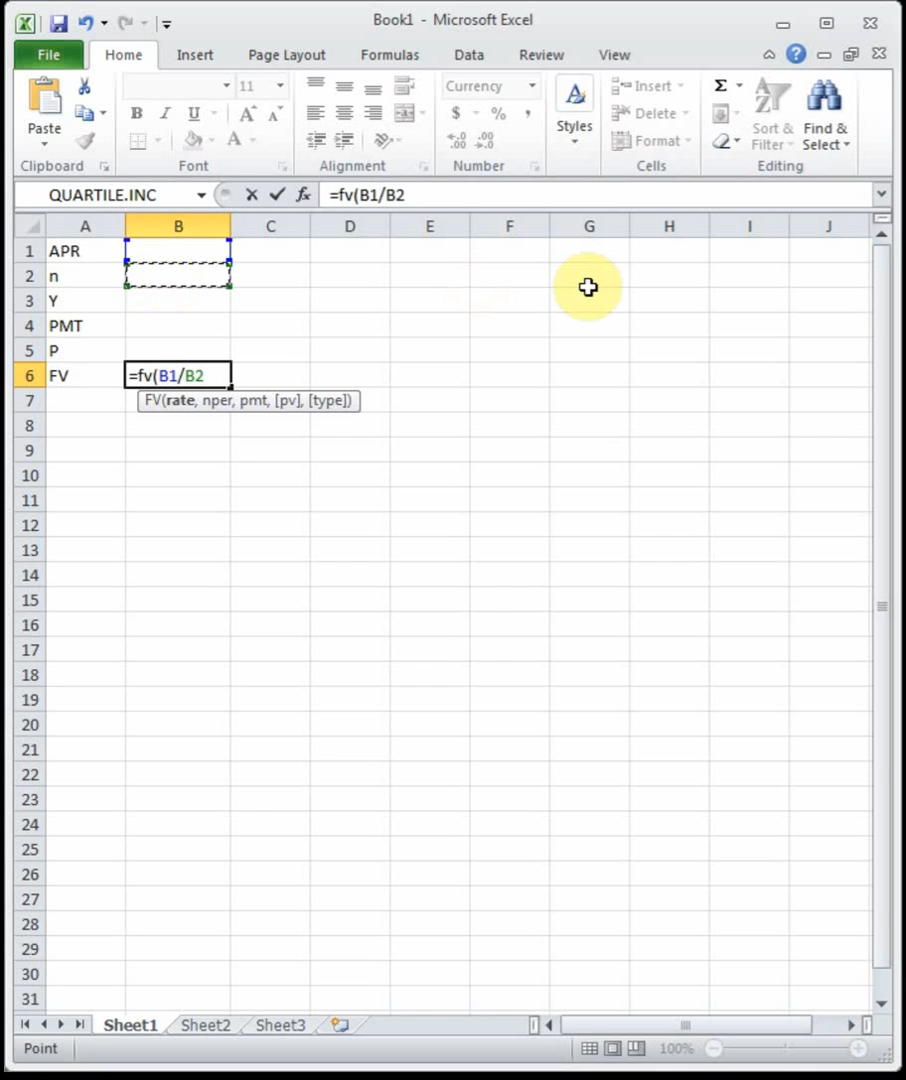 Book1 - Microsoft Excel
File Home Insert Page Layout Formulas Data Review View
11 Currency Insert Σ
Paste B I U A A $ % , Styles Delete Sort & Find &
A Format Filter Select
Clipboard Font Alignment Number Cells Editing
QUARTILE.INC fx =fv(B1/B2
A B C D E F G H I J
1 APR
2 n
3 Y
4 PMT
5 P
6 FV =fv(B1/B2
7 FV(rate, nper, pmt, [pv], [type])
8
9
10
11
12
13
14
15
16
17
18
19
20
21
22
23
24
25
26
27
28
29
30
31
Sheet1 Sheet2 Sheet3
Point 100%